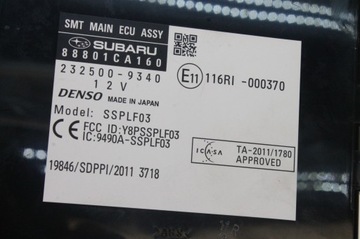 SMT MAIN ECU ASSY
SUBARU
88801CA160
232500-9340
12V
DENSO MADE IN JAPAN
E11 116RI -000370
Model: SSPLF03
FCC ID: Y8PSSPLF03
IC: 9490A-SSPLF03
ICASA
TA-2011/1780
APPROVED
19846/SDPPI/2011 3718